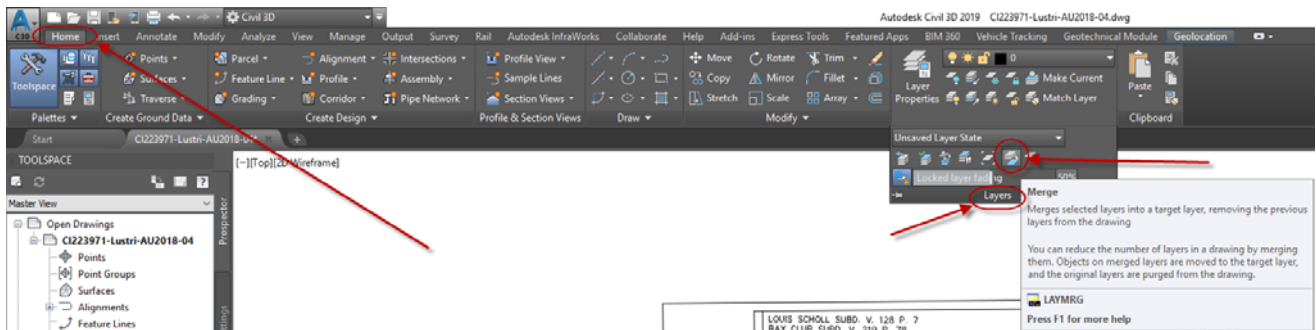 Autodesk Civil 3D 2019 CI223971-Lustri-AU2018-04.dwg
Civil 3D
C3D
Home Insert Annotate Modify Analyze View Manage Output Survey Rail Autodesk InfraWorks Collaborate Help Add-ins Express Tools Featured Apps BIM 360 Vehicle Tracking Geotechnical Module Geolocation
Points Parcel Alignment Intersections Profile View Move Rotate Trim 0
Toolspace Surfaces Feature Line Profile Assembly Sample Lines Copy Mirror Fillet Make Current
Traverse Grading Corridor Pipe Network Section Views Stretch Scale Array Layer Properties Match Layer Paste
Palettes Create Ground Data Create Design Profile & Section Views Draw Modify Clipboard
Start CI223971-Lustri-AU2018-04
Unsaved Layer State
TOOLSPACE
[−][Top][2D Wireframe]
Locked layer fading 50%
Master View
Layers
Open Drawings
CI223971-Lustri-AU2018-04
Points
Point Groups
Surfaces
Alignments
Feature Lines
Prospector
Merge
Merges selected layers into a target layer, removing the previous
layers from the drawing
You can reduce the number of layers in a drawing by merging
them. Objects on merged layers are moved to the target layer,
and the original layers are purged from the drawing.
LAYMRG
Press F1 for more help
LOUIS SCHOLL SUBD. V. 128 P. 7
BAY CLUB SUBD. V. 219 P. 78